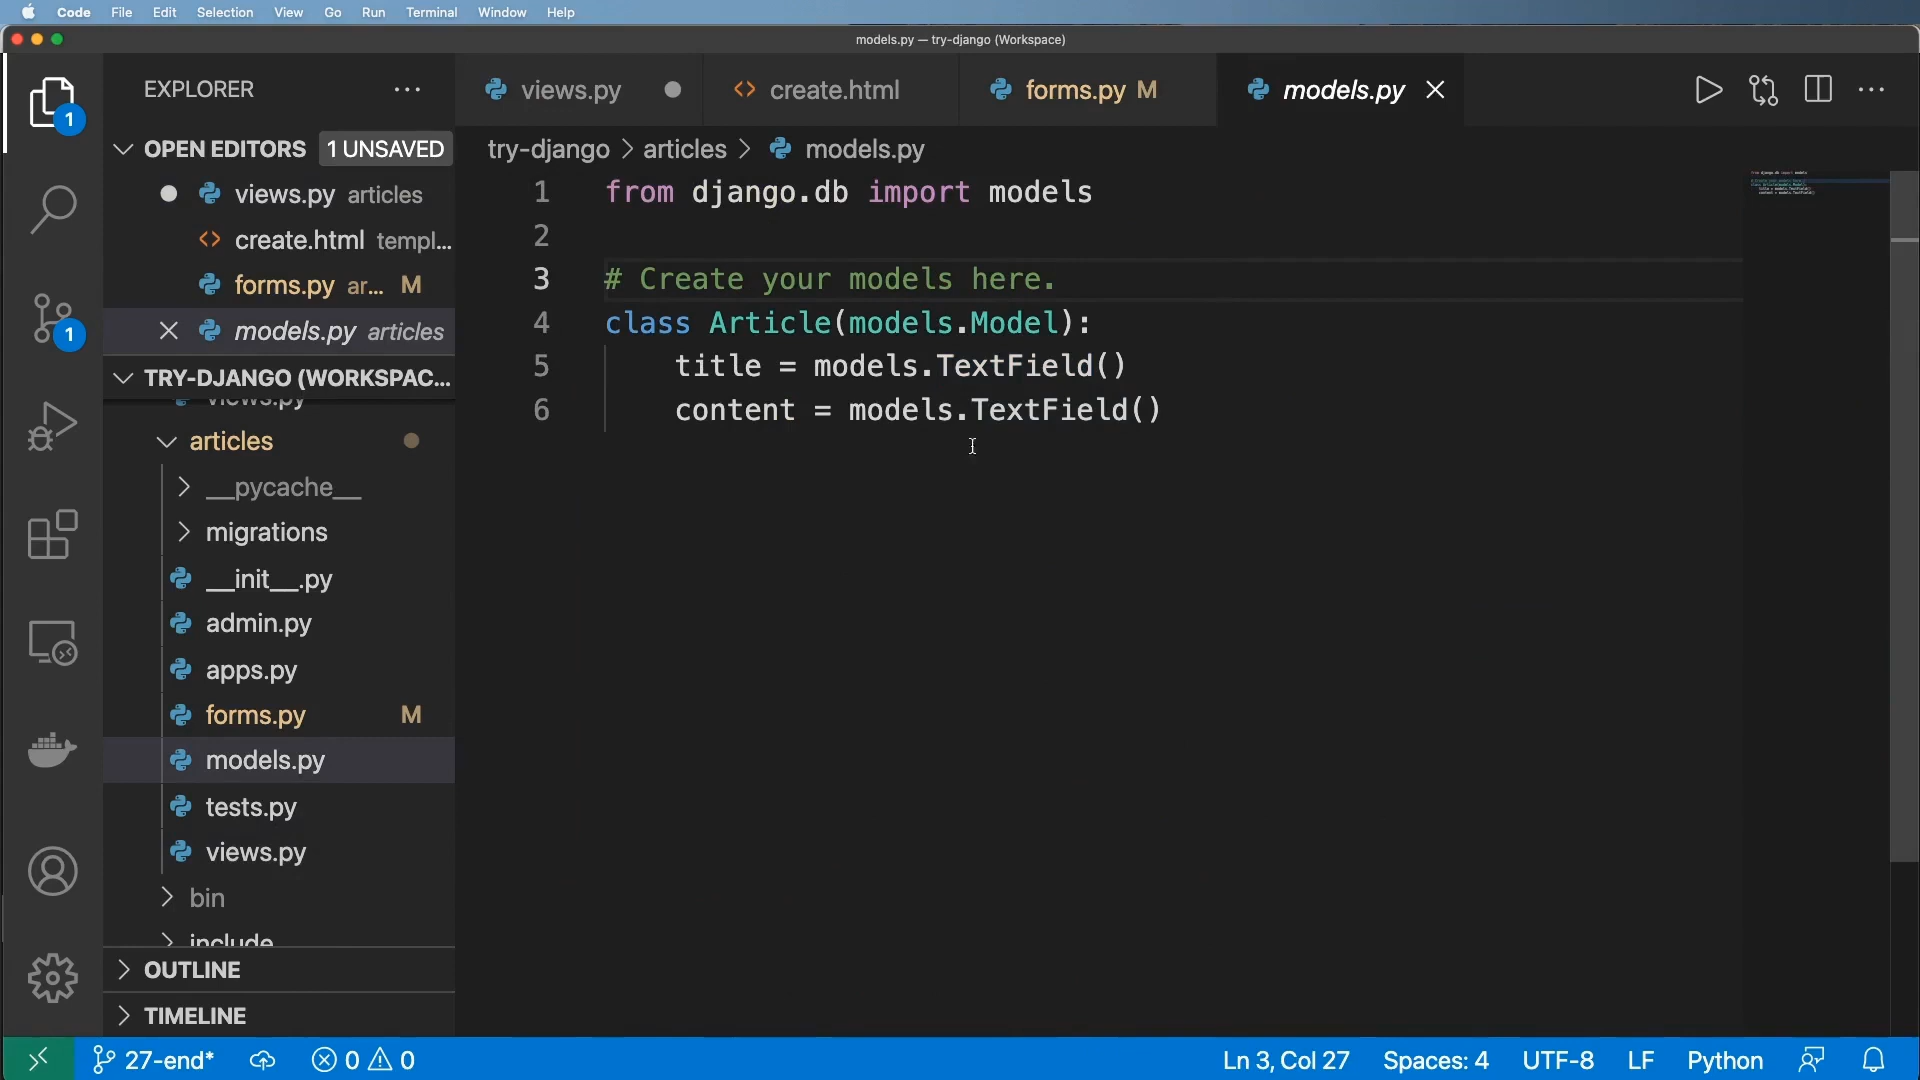 Code File Edit Selection View Go Run Terminal Window Help
models.py — try-django (Workspace)
EXPLORER
views.py
create.html
forms.py M
models.py
1
OPEN EDITORS
1 UNSAVED
try-django > articles > models.py
views.py articles
create.html templ...
forms.py ar... M
models.py articles
TRY-DJANGO (WORKSPAC...
views.py
articles
__pycache__
migrations
__init__.py
admin.py
apps.py
forms.py M
models.py
tests.py
views.py
bin
include
OUTLINE
TIMELINE
1
1 from django.db import models
2
3 # Create your models here.
4 class Article(models.Model):
5 title = models.TextField()
6 content = models.TextField()
27-end* 0 0
Ln 3, Col 27 Spaces: 4 UTF-8 LF Python